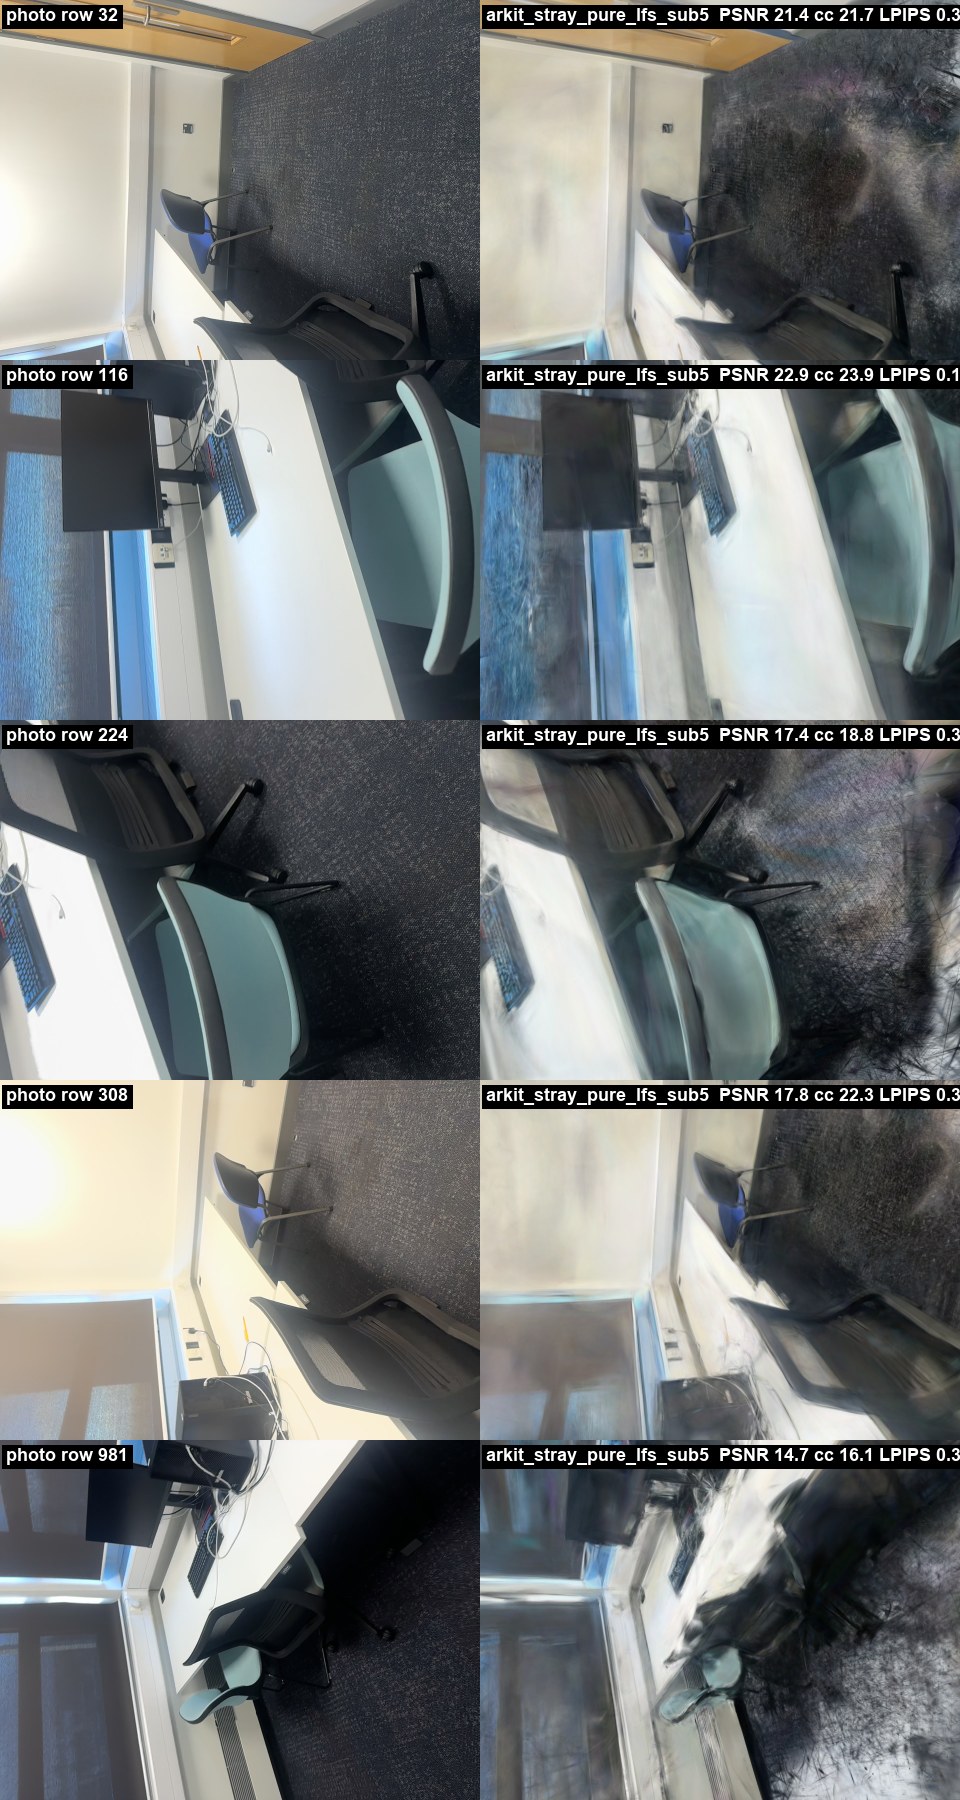 photo row 32
arkit_stray_pure_lfs_sub5 PSNR 21.4 cc 21.7 LPIPS 0.3
photo row 116
arkit_stray_pure_lfs_sub5 PSNR 22.9 cc 23.9 LPIPS 0.1
photo row 224
arkit_stray_pure_lfs_sub5 PSNR 17.4 cc 18.8 LPIPS 0.3
photo row 308
arkit_stray_pure_lfs_sub5 PSNR 17.8 cc 22.3 LPIPS 0.3
photo row 981
arkit_stray_pure_lfs_sub5 PSNR 14.7 cc 16.1 LPIPS 0.3